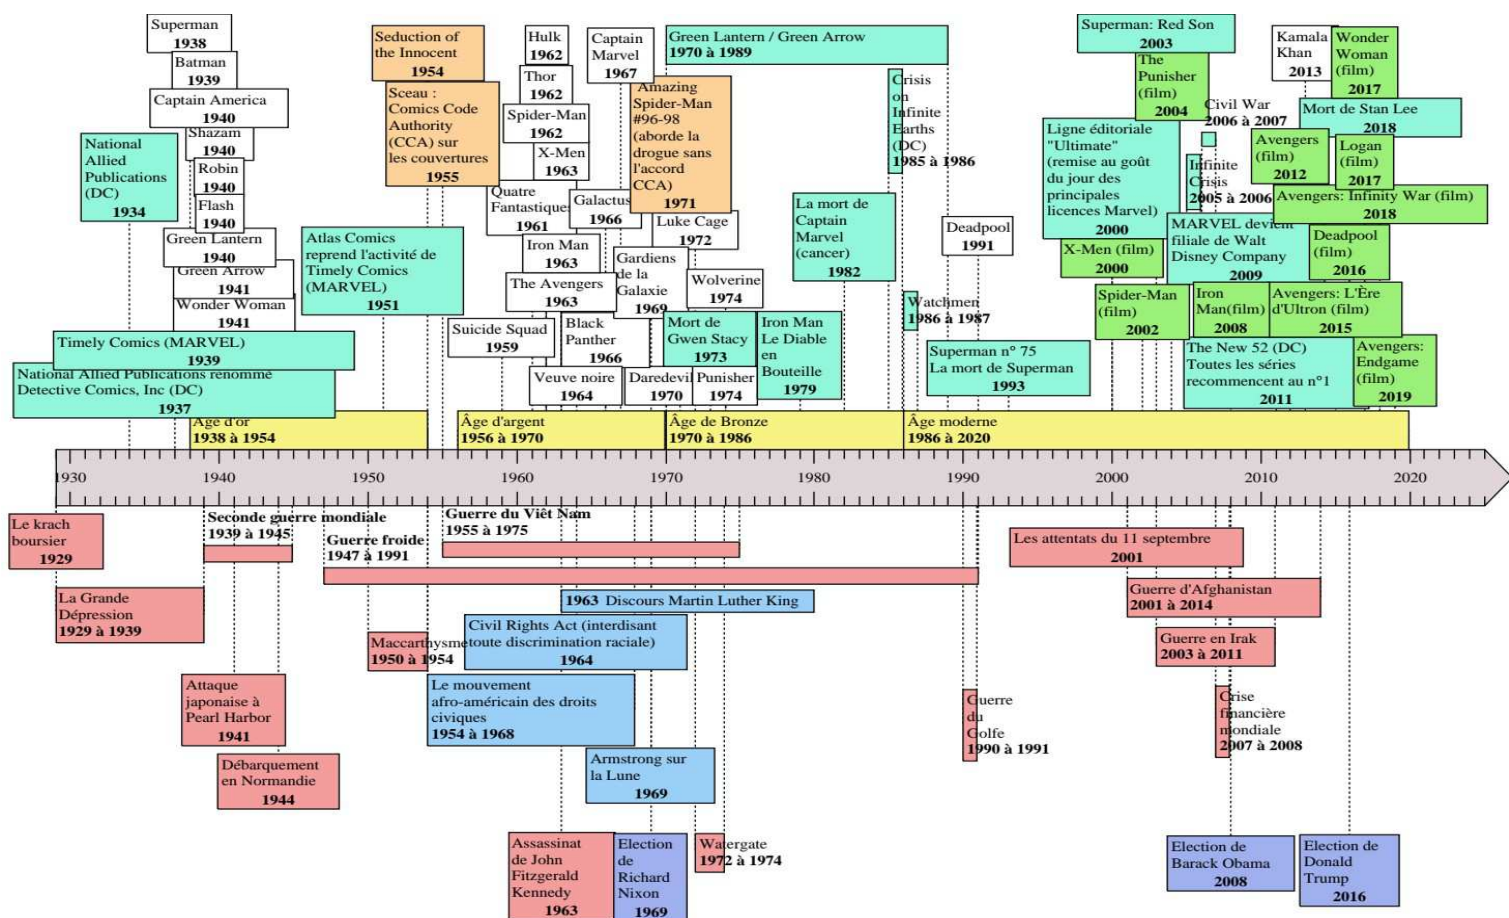 Superman
1938
Batman
1939
Captain America
1940
Shazam
1940
National
Allied
Publications
(DC)
1934
Robin
1940
Flash
1940
Green Lantern
1940
Green Arrow
1941
Wonder Woman
1941
Timely Comics (MARVEL)
1939
National Allied Publications renommé
Detective Comics, Inc (DC)
1937
Seduction of
the Innocent
1954
Sceau :
Comics Code
Authority
(CCA) sur
les couvertures
1955
Atlas Comics
reprend l'activité de
Timely Comics
(MARVEL)
1951
Hulk
1962
Thor
1962
Spider-Man
1962
X-Men
1963
Quatre
Fantastiques
1961
Iron Man
1963
The Avengers
1963
Suicide Squad
1959
Black
Panther
1966
Veuve noire
1964
Captain
Marvel
1967
Galactus
1966
Gardiens
de la
Galaxie
1969
Daredevil
1970
Green Lantern / Green Arrow
1970 à 1989
Amazing
Spider-Man
#96-98
(aborde la
drogue sans
l'accord
CCA)
1971
Luke Cage
1972
Wolverine
1974
Mort de
Gwen Stacy
1973
Punisher
1974
Iron Man
Le Diable
en
Bouteille
1979
La mort de
Captain
Marvel
(cancer)
1982
Crisis
on
Infinite
Earths
(DC)
1985 à 1986
Watchmen
1986 à 1987
Deadpool
1991
Superman n° 75
La mort de Superman
1993
Superman: Red Son
2003
The
Punisher
(film)
2004
Ligne éditoriale
"Ultimate"
(remise au goût
du jour des
principales
licences Marvel)
2000
X-Men (film)
2000
Spider-Man
(film)
2002
Civil War
2006 à 2007
Infinite
Crisis
2005 à 2006
MARVEL devient
filiale de Walt
Disney Company
2009
Iron
Man(film)
2008
The New 52 (DC)
Toutes les séries
recommencent au n°1
2011
Kamala
Khan
2013
Wonder
Woman
(film)
2017
Mort de Stan Lee
2018
Avengers
(film)
2012
Logan
(film)
2017
Avengers: Infinity War (film)
2018
Deadpool
(film)
2016
Avengers: L'Ère
d'Ultron (film)
2015
Avengers:
Endgame
(film)
2019
Âge d'or
1938 à 1954
Âge d'argent
1956 à 1970
Âge de Bronze
1970 à 1986
Âge moderne
1986 à 2020
1930 1940 1950 1960 1970 1980 1990 2000 2010 2020
Le krach
boursier
1929
La Grande
Dépression
1929 à 1939
Seconde guerre mondiale
1939 à 1945
Guerre froide
1947 à 1991
Guerre du Viêt Nam
1955 à 1975
1963 Discours Martin Luther King
Civil Rights Act (interdisant
toute discrimination raciale)
1964
Maccarthysme
1950 à 1954
Attaque
japonaise à
Pearl Harbor
1941
Débarquement
en Normandie
1944
Le mouvement
afro-américain des droits
civiques
1954 à 1968
Armstrong sur
la Lune
1969
Assassinat
de John
Fitzgerald
Kennedy
1963
Election
de
Richard
Nixon
1969
Watergate
1972 à 1974
Guerre
du
Golfe
1990 à 1991
Les attentats du 11 septembre
2001
Guerre d'Afghanistan
2001 à 2014
Guerre en Irak
2003 à 2011
Crise
financière
mondiale
2007 à 2008
Election de
Barack Obama
2008
Election de
Donald
Trump
2016